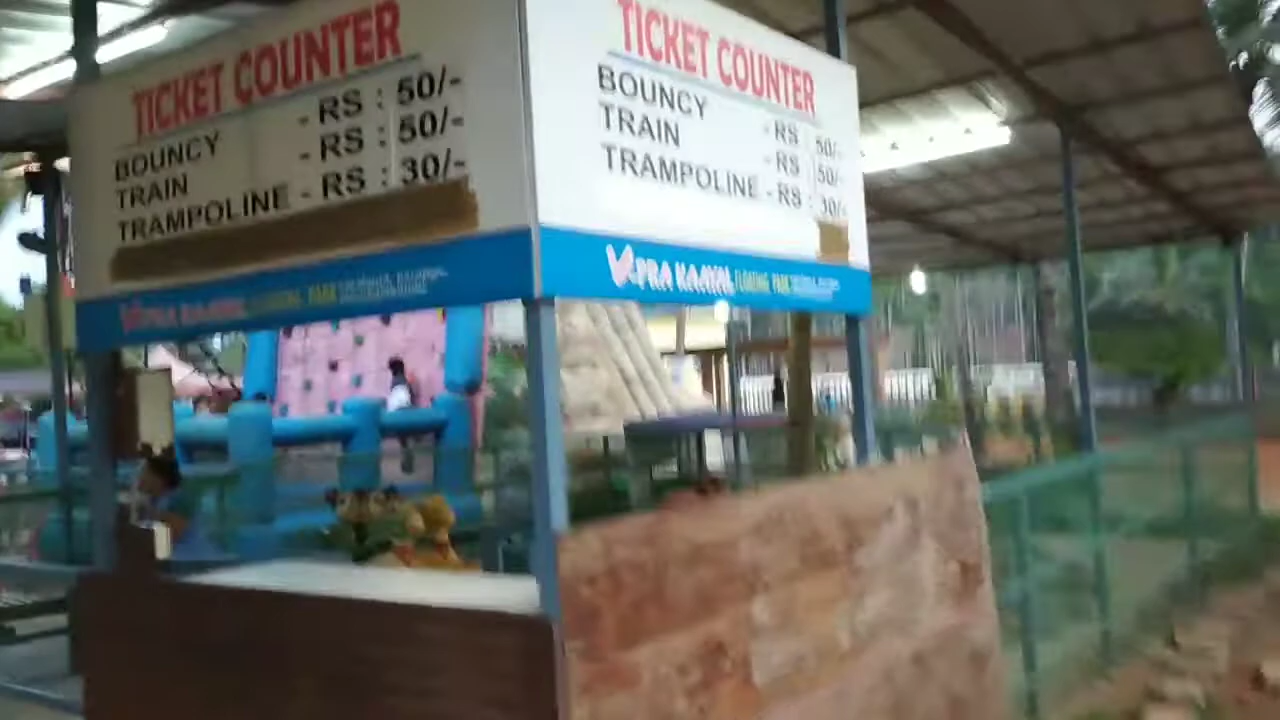 TICKET COUNTER
BOUNCY - RS : 50/-
TRAIN - RS : 50/-
TRAMPOLINE - RS : 30/-
TICKET COUNTER
BOUNCY - RS : 50/-
TRAIN - RS : 50/-
TRAMPOLINE - RS : 30/-
FLOATING PARK